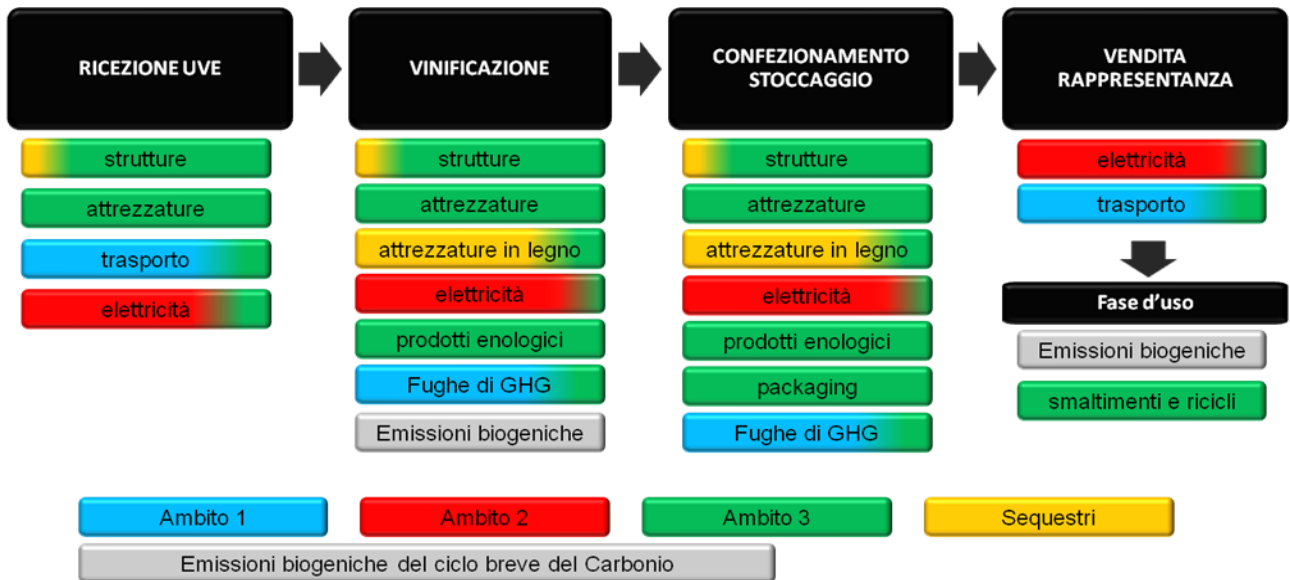 RICEZIONE UVE
strutture
attrezzature
trasporto
elettricità
VINIFICAZIONE
strutture
attrezzature
attrezzature in legno
elettricità
prodotti enologici
Fughe di GHG
Emissioni biogeniche
CONFEZIONAMENTO
STOCCAGGIO
strutture
attrezzature
attrezzature in legno
elettricità
prodotti enologici
packaging
Fughe di GHG
VENDITA
RAPPRESENTANZA
elettricità
trasporto
Fase d'uso
Emissioni biogeniche
smaltimenti e ricicli
Ambito 1
Ambito 2
Ambito 3
Sequestri
Emissioni biogeniche del ciclo breve del Carbonio